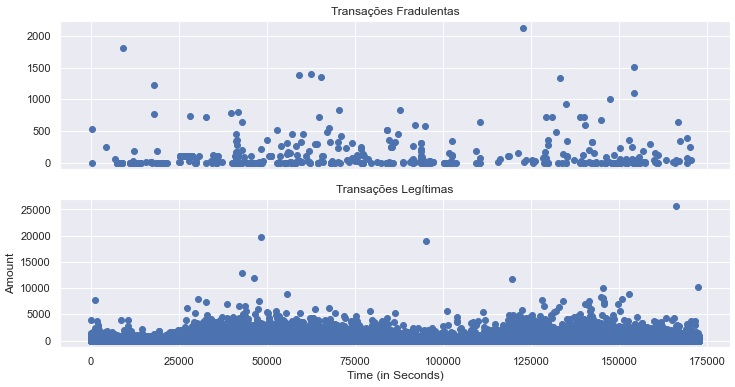 Transações Fradulentas
2000
1500
1000
500
0
Transações Legítimas
25000
20000
15000
10000
5000
0
Amount
0 25000 50000 75000 100000 125000 150000 175000
Time (in Seconds)